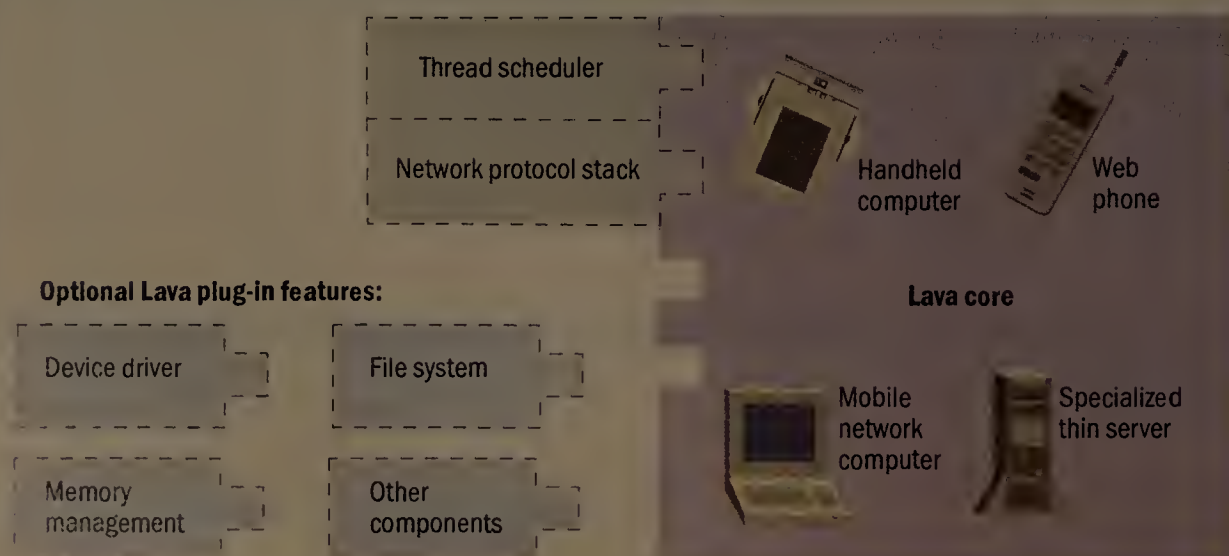 Thread scheduler
Network protocol stack
Handheld
computer
Web
phone
Optional Lava plug-in features:
Lava core
Device driver
File system
Mobile
network
computer
Specialized
thin server
Memory
management
Other
components